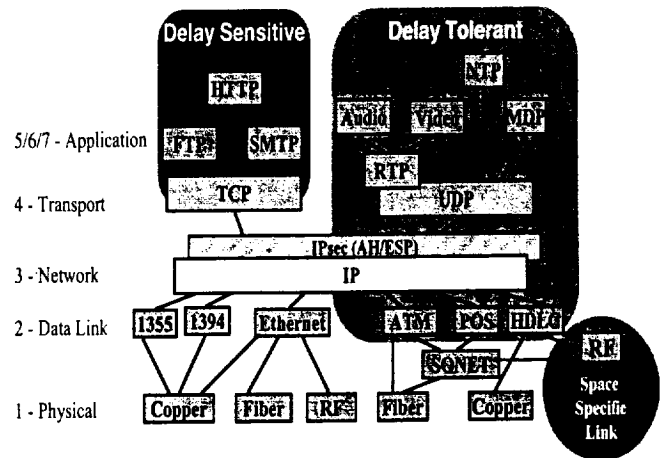 Delay Sensitive
Delay Tolerant
HTTP
NTP
Audio Video MDP
5/6/7 - Application
FTP SMTP
RTP
TCP
UDP
4 - Transport
IPsec (AH/ESP)
3 - Network
IP
2 - Data Link
1355 1394 Ethernet ATM POS HDLC
RF
SONET
1 - Physical
Copper Fiber RF Fiber Copper
Space
Specific
Link